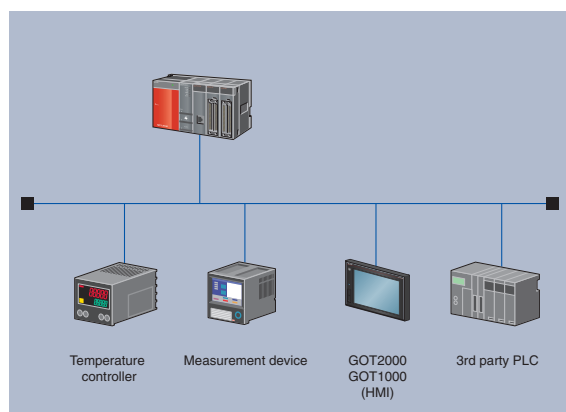 Temperature
controller
Measurement device
GOT2000
GOT1000
(HMI)
3rd party PLC